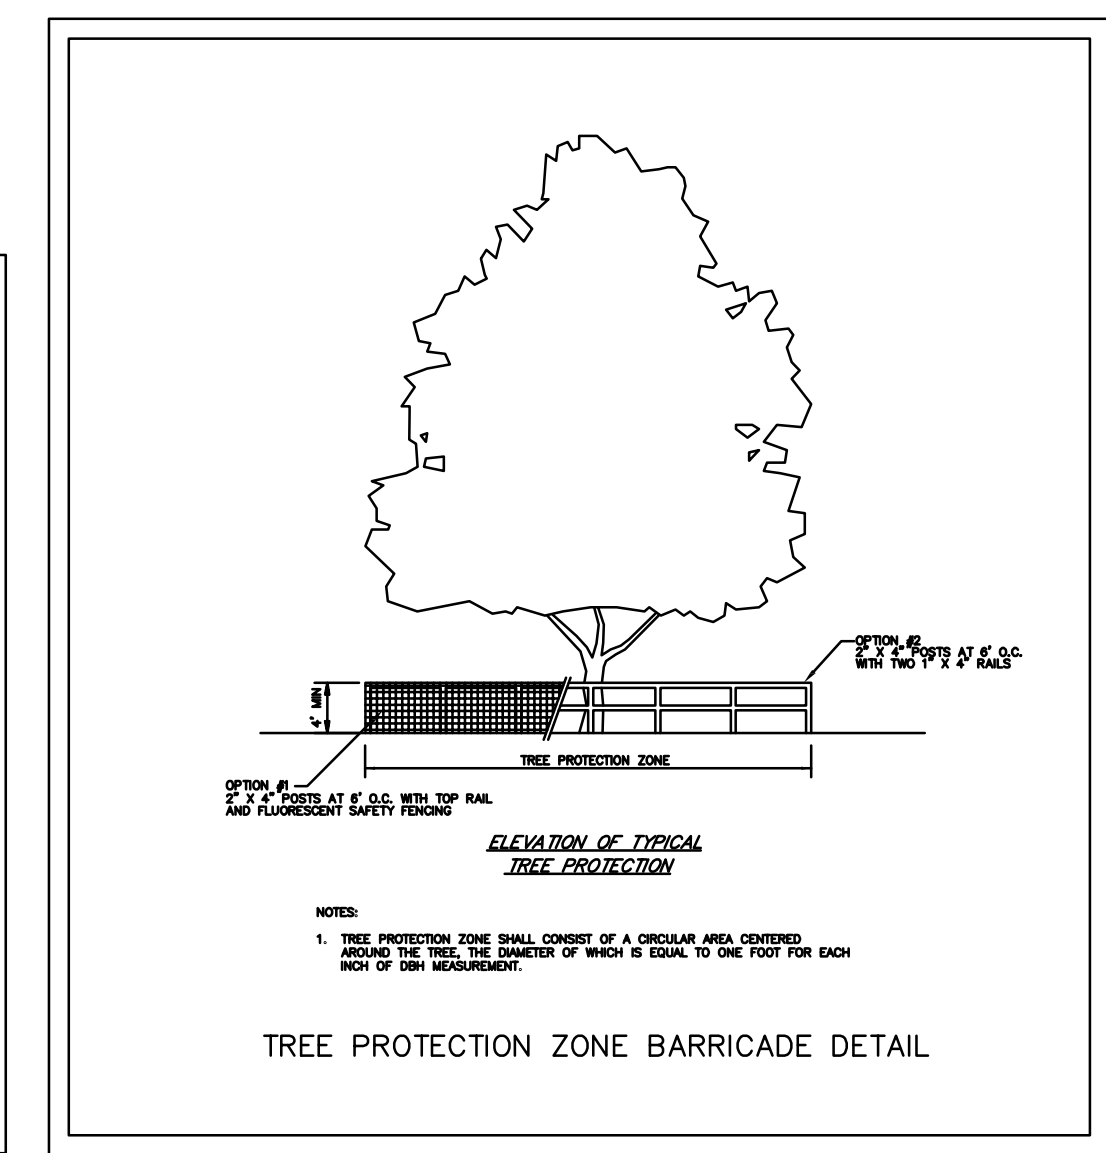 OPTION #2
2" X 4" POSTS AT 6' O.C.
WITH TWO 1" X 4" RAILS
4' MIN
TREE PROTECTION ZONE
OPTION #1
2" X 4" POSTS AT 6' O.C. WITH TOP RAIL
AND FLUORESCENT SAFETY FENCING
ELEVATION OF TYPICAL
TREE PROTECTION
NOTES:
1. TREE PROTECTION ZONE SHALL CONSIST OF A CIRCULAR AREA CENTERED
AROUND THE TREE, THE DIAMETER OF WHICH IS EQUAL TO ONE FOOT FOR EACH
INCH OF DBH MEASUREMENT.
TREE PROTECTION ZONE BARRICADE DETAIL